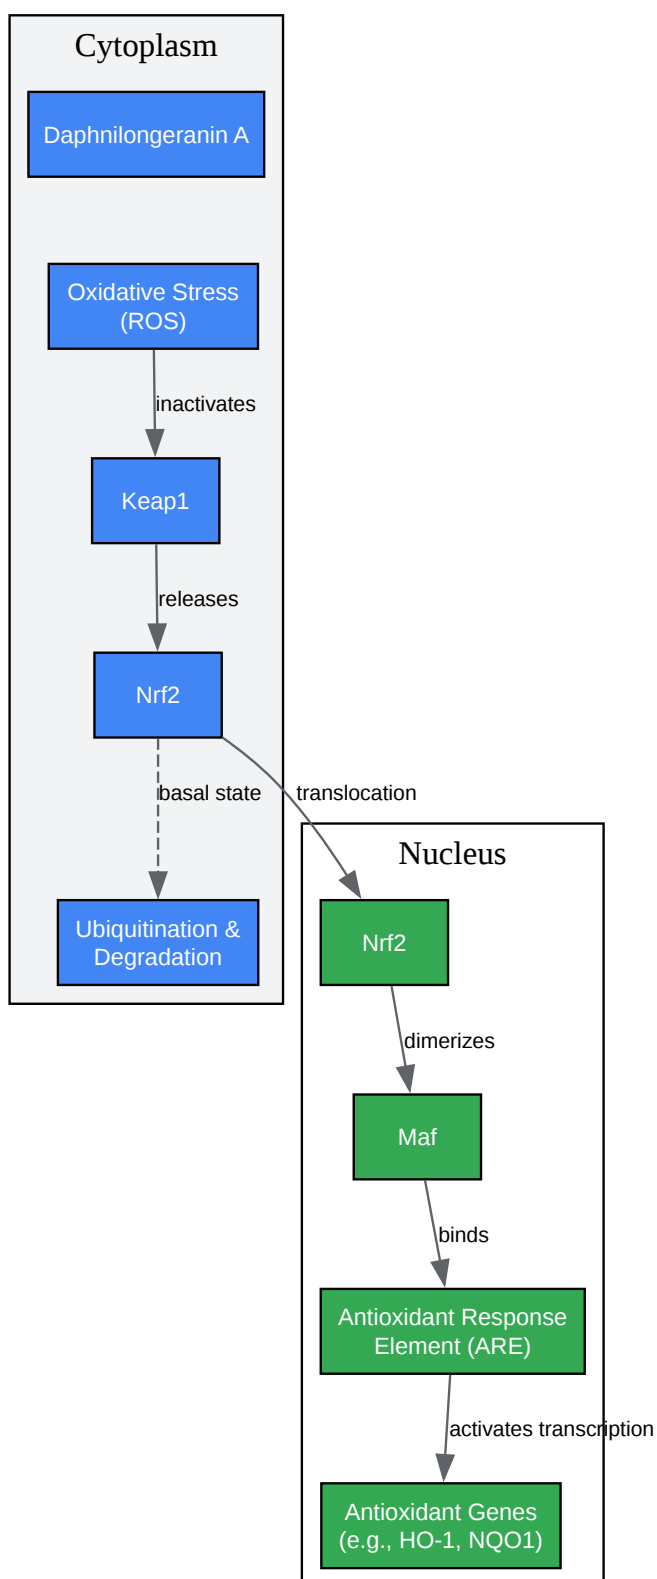 Cytoplasm
Daphnilongeranin A
Oxidative Stress
(ROS)
inactivates
Keap1
releases
Nrf2
basal state
translocation
Ubiquitination &
Degradation
Nucleus
Nrf2
dimerizes
Maf
binds
Antioxidant Response
Element (ARE)
activates transcription
Antioxidant Genes
(e.g., HO-1, NQO1)